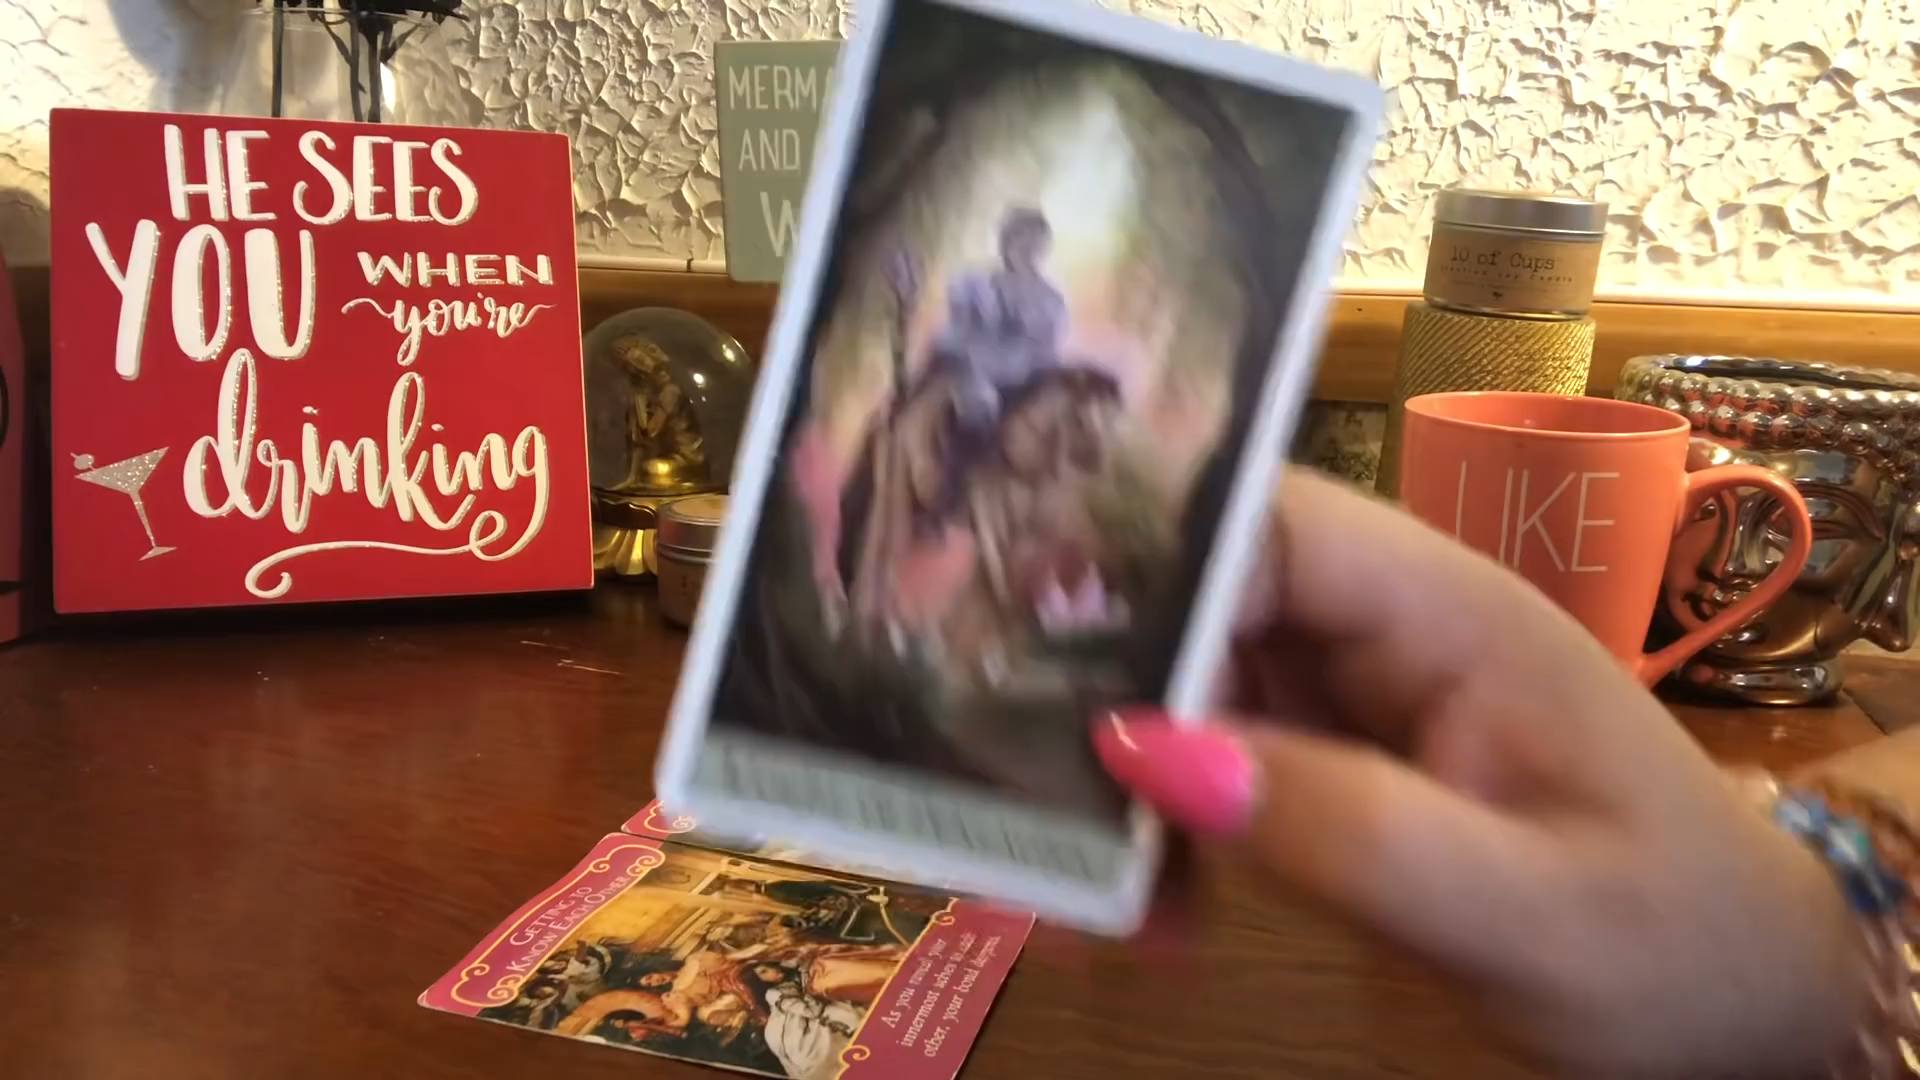 HE SEES
YOU WHEN
you're
drinking
MERMA
AND
W
10 of Cups
LIKE
GETTING TO
KNOW EACH OTHER
As you reveal your
innermost selves to each
other, your bond deepens